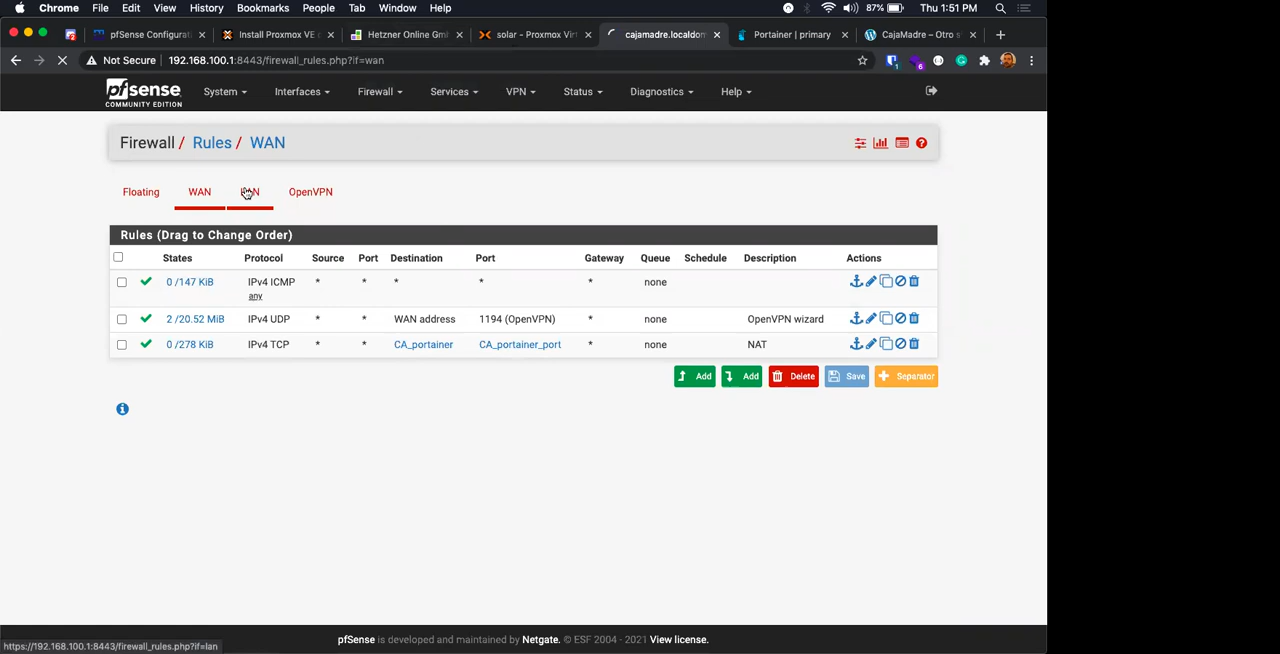 Chrome File Edit View History Bookmarks People Tab Window Help 87% Thu 1:51 PM
pfSense Configurati × Install Proxmox VE × Hetzner Online Gm × solar - Proxmox Vir × cajamadre.localdom × Portainer | primary × CajaMadre – Otro s × +
Not Secure | 192.168.100.1:8443/firewall_rules.php?if=wan
pfsense COMMUNITY EDITION System Interfaces Firewall Services VPN Status Diagnostics Help
Firewall / Rules / WAN
Floating WAN LAN OpenVPN
Rules (Drag to Change Order)
States Protocol Source Port Destination Port Gateway Queue Schedule Description Actions
0 /147 KiB IPv4 ICMP * * * * * none
any
2 /20.52 MiB IPv4 UDP * * WAN address 1194 (OpenVPN) * none OpenVPN wizard
0 /278 KiB IPv4 TCP * * CA_portainer CA_portainer_port * none NAT
Add Add Delete Save Separator
pfSense is developed and maintained by Netgate. © ESF 2004 - 2021 View license.
https://192.168.100.1:8443/firewall_rules.php?if=lan